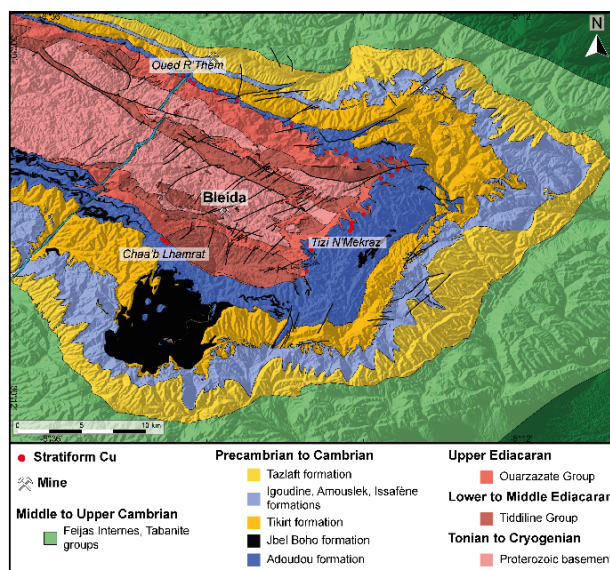 N
Oued R'Them
Bleida
Tizi N'Mekraz
Chaa'b Lhamrat
0 5 10 km
Stratiform Cu
Mine
Middle to Upper Cambrian
Feijas Internes, Tabanite
groups
Precambrian to Cambrian
Tazlaft formation
Igoudine, Amouslek, Issafène
formations
Tikirt formation
Jbel Boho formation
Adoudou formation
Upper Ediacaran
Ouarzazate Group
Lower to Middle Ediacaran
Tiddiline Group
Tonian to Cryogenian
Proterozoic basement